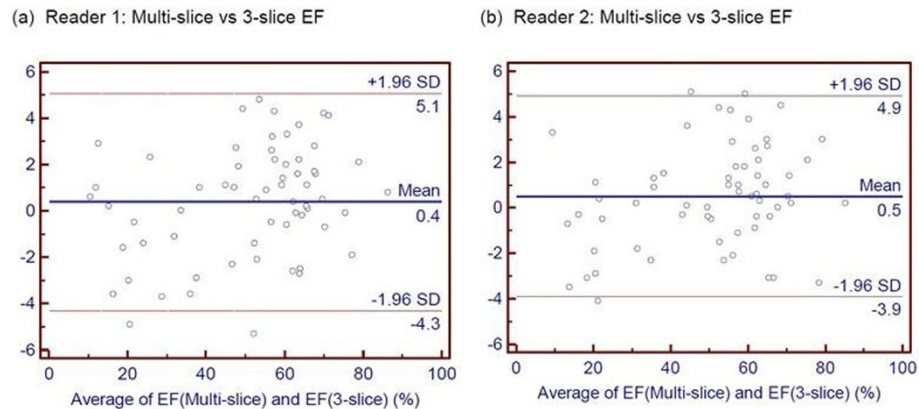 (a) Reader 1: Multi-slice vs 3-slice EF
6
4
2
0
-2
-4
-6
+1.96 SD
5.1
Mean
0.4
-1.96 SD
-4.3
0 20 40 60 80 100
Average of EF(Multi-slice) and EF(3-slice) (%)
(b) Reader 2: Multi-slice vs 3-slice EF
6
4
2
0
-2
-4
-6
+1.96 SD
4.9
Mean
0.5
-1.96 SD
-3.9
0 20 40 60 80 100
Average of EF(Multi-slice) and EF(3-slice) (%)